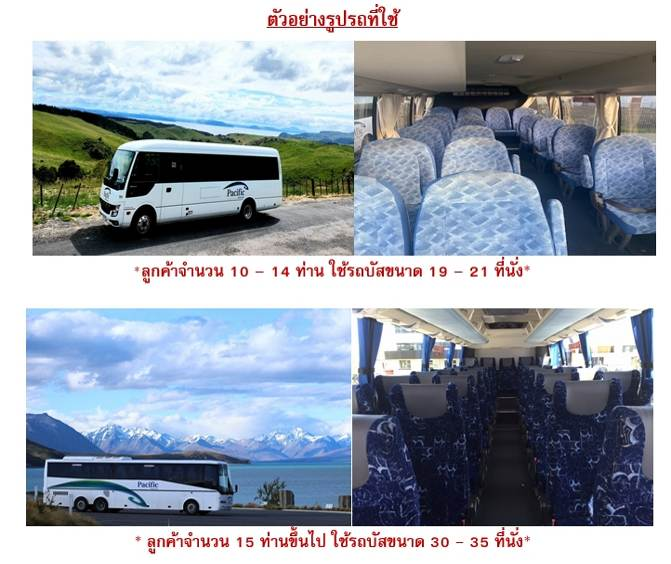 ตัวอย่างรูปรถที่ใช้
Pacific
*ลูกค้าจำนวน 10 – 14 ท่าน ใช้รถบัสขนาด 19 – 21 ที่นั่ง*
Pacific
* ลูกค้าจำนวน 15 ท่านขึ้นไป ใช้รถบัสขนาด 30 – 35 ที่นั่ง*